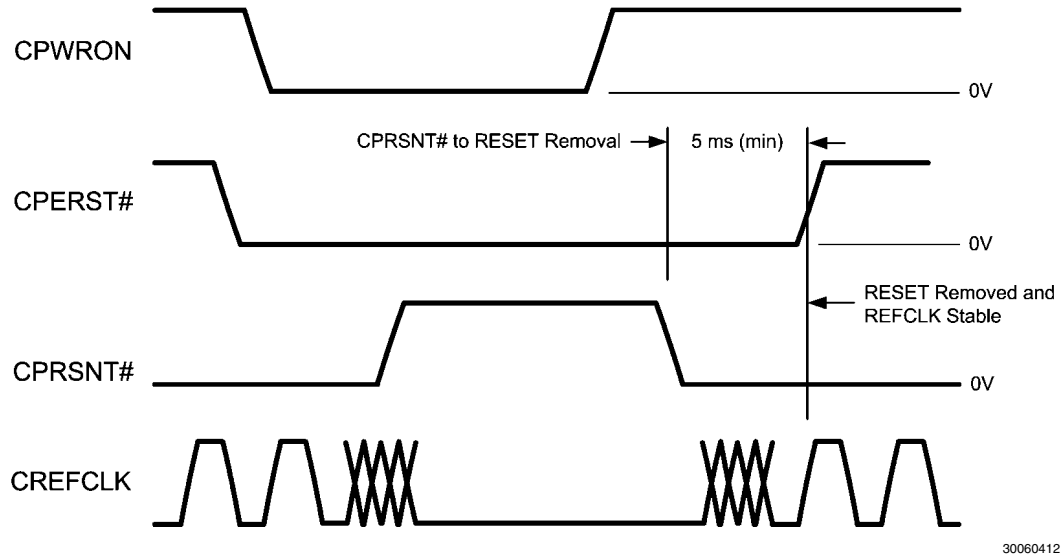 CPWRON
0V
CPRSNT# to RESET Removal
5 ms (min)
CPERST#
0V
RESET Removed and
REFCLK Stable
CPRSNT#
0V
CREFCLK
30060412